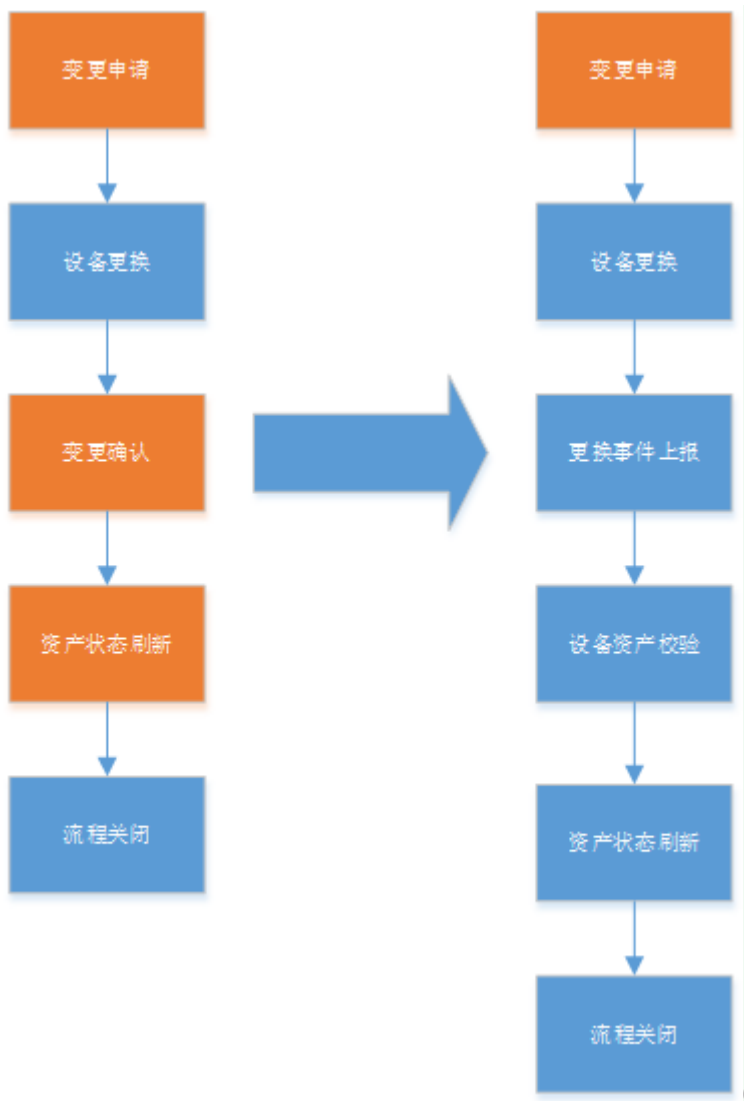 变更申请
设备更换
变更确认
资产状态刷新
流程关闭
变更申请
设备更换
更换事件上报
设备资产校验
资产状态刷新
流程关闭